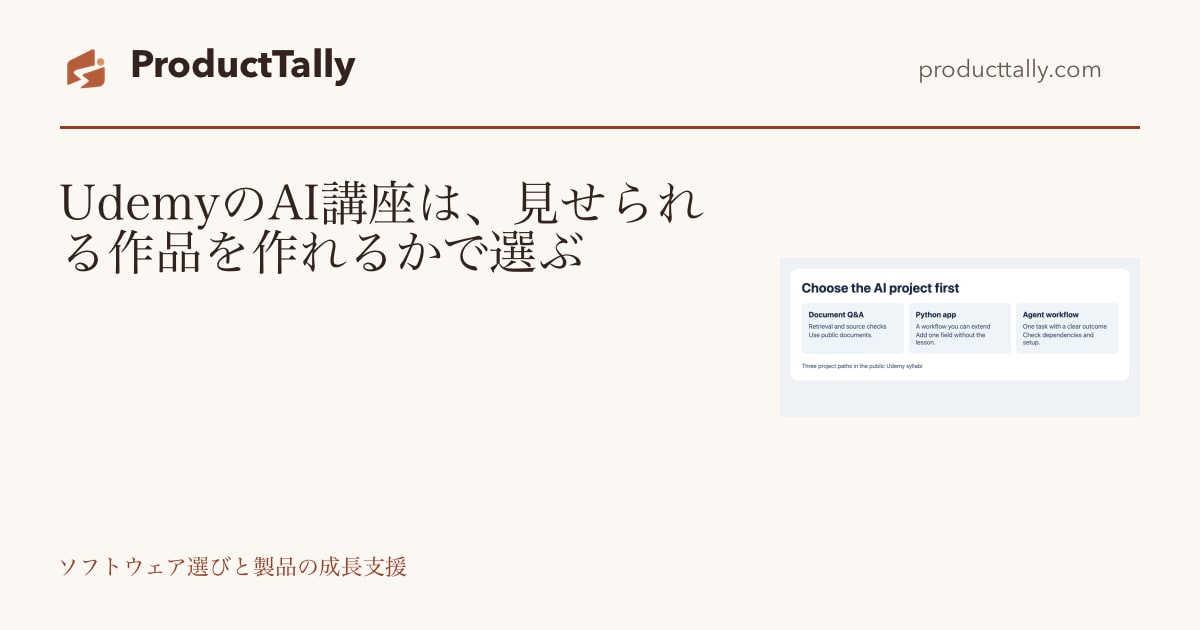 ProductTally
producttally.com
UdemyのAI講座は、見せられ
る作品を作れるかで選ぶ
Choose the AI project first
Document Q&A
Retrieval and source checks
Use public documents.
Python app
A workflow you can extend
Add one field without the
lesson.
Agent workflow
One task with a clear outcome
Check dependencies and
setup.
Three project paths in the public Udemy syllabi
ソフトウェア選びと製品の成長支援